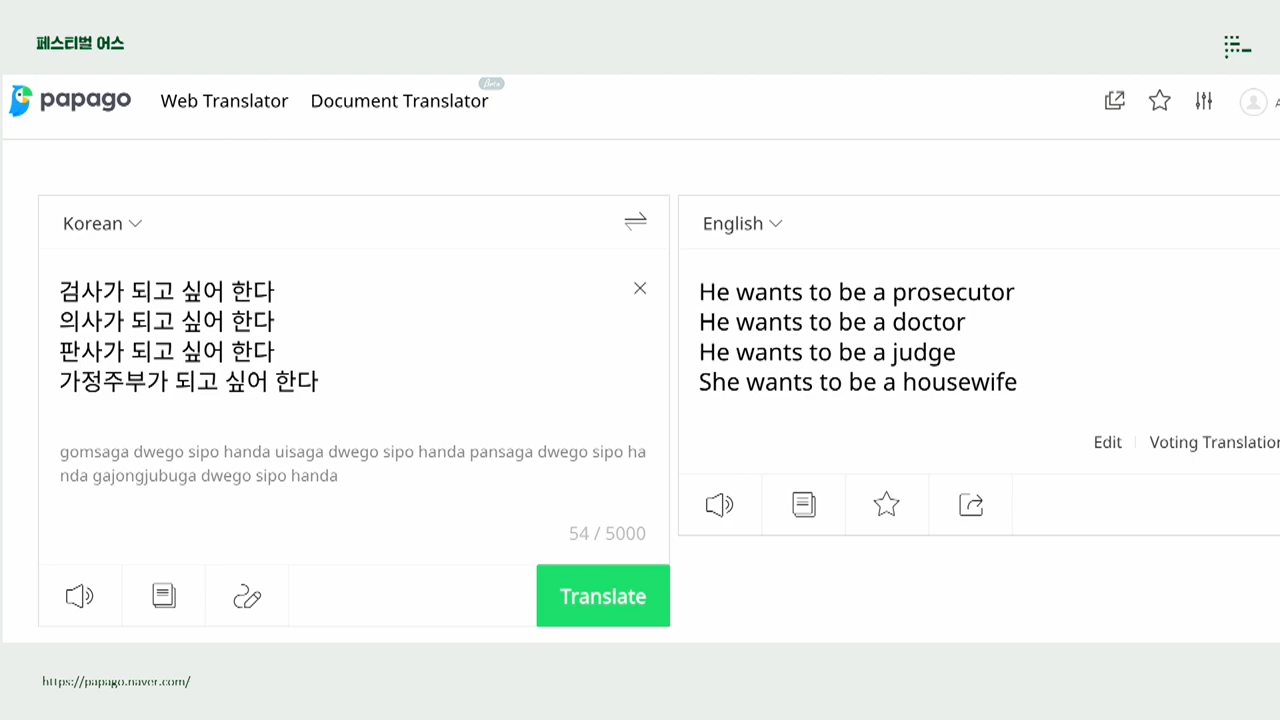 페스티벌 어스
papago
Web Translator
Document Translator
Beta
Korean
검사가 되고 싶어 한다
의사가 되고 싶어 한다
판사가 되고 싶어 한다
가정주부가 되고 싶어 한다
gomsaga dwego sipo handa uisaga dwego sipo handa pansaga dwego sipo ha
nda gajongjubuga dwego sipo handa
54 / 5000
Translate
English
He wants to be a prosecutor
He wants to be a doctor
He wants to be a judge
She wants to be a housewife
Edit
Voting Translation
https://papago.naver.com/